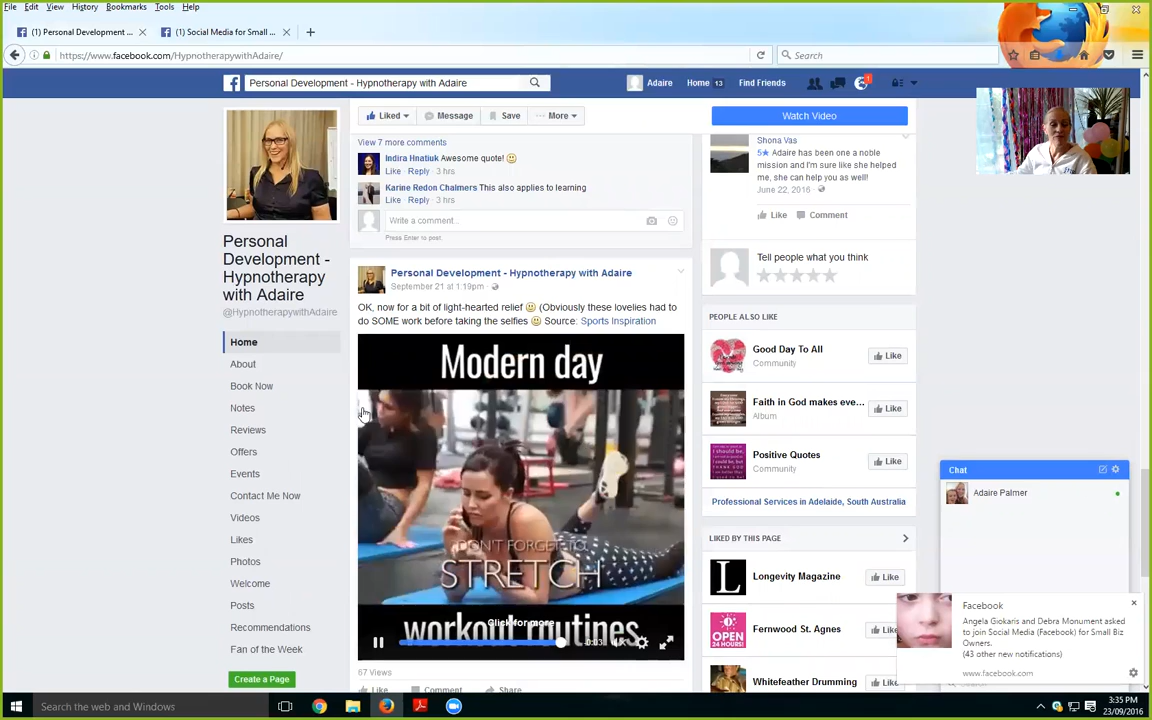 File Edit View History Bookmarks Tools Help
(1) Personal Development ...
(1) Social Media for Small ...
https://www.facebook.com/HypnotherapywithAdaire/
Search
Personal Development - Hypnotherapy with Adaire
Adaire
Home 13
Find Friends
1
Liked
Message
Save
More
Watch Video
View 7 more comments
Indira Hnatiuk Awesome quote!
Like · Reply · 3 hrs
Karine Redon Chalmers This also applies to learning
Like · Reply · 3 hrs
Write a comment...
Press Enter to post.
Personal
Development -
Hypnotherapy
with Adaire
@HypnotherapywithAdaire
Home
About
Book Now
Notes
Reviews
Offers
Events
Contact Me Now
Videos
Likes
Photos
Welcome
Posts
Recommendations
Fan of the Week
Create a Page
Personal Development - Hypnotherapy with Adaire
September 21 at 1:19pm ·
OK, now for a bit of light-hearted relief (Obviously these lovelies had to
do SOME work before taking the selfies Source: Sports Inspiration
Modern day
DON'T FORGET TO
STRETCH
Click for more
workout routines
-0:03
67 Views
Like
Comment
Share
Shona Vas
5★ Adaire has been one a noble
mission and I'm sure like she helped
me, she can help you as well!
June 22, 2016 ·
Like
Comment
Tell people what you think
PEOPLE ALSO LIKE
Good Day To All
Community
Like
Faith in God makes eve...
Album
Like
Positive Quotes
Community
Like
Professional Services in Adelaide, South Australia
LIKED BY THIS PAGE
L
Longevity Magazine
Like
OPEN
24 HOURS!
Fernwood St. Agnes
Like
Whitefeather Drumming
Like
Chat
Adaire Palmer
Facebook
Angela Giokaris and Debra Monument asked
to join Social Media (Facebook) for Small Biz
Owners.
(43 other new notifications)
www.facebook.com
Search the web and Windows
3:35 PM
23/09/2016